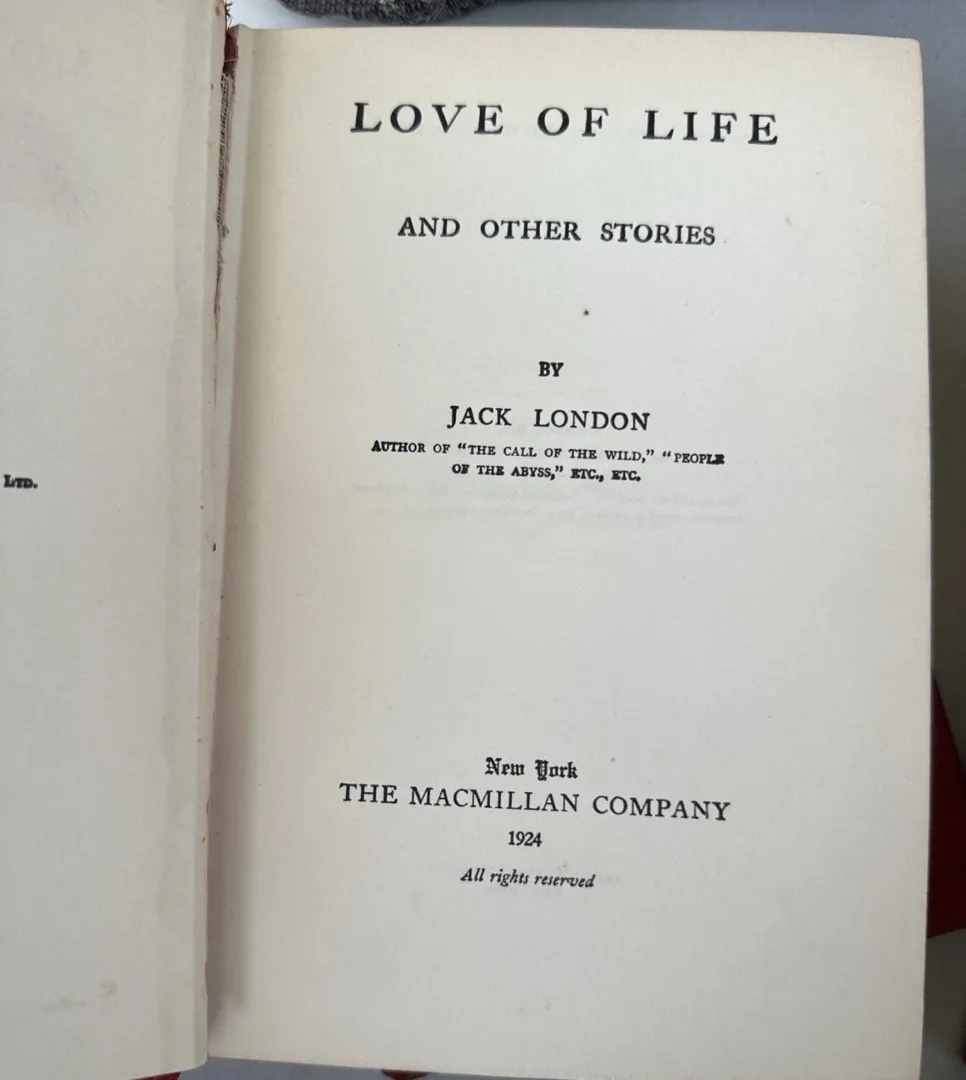 LTD.
LOVE OF LIFE
AND OTHER STORIES
BY
JACK LONDON
AUTHOR OF "THE CALL OF THE WILD," "PEOPLE
OF THE ABYSS," ETC., ETC.
New York
THE MACMILLAN COMPANY
1924
All rights reserved